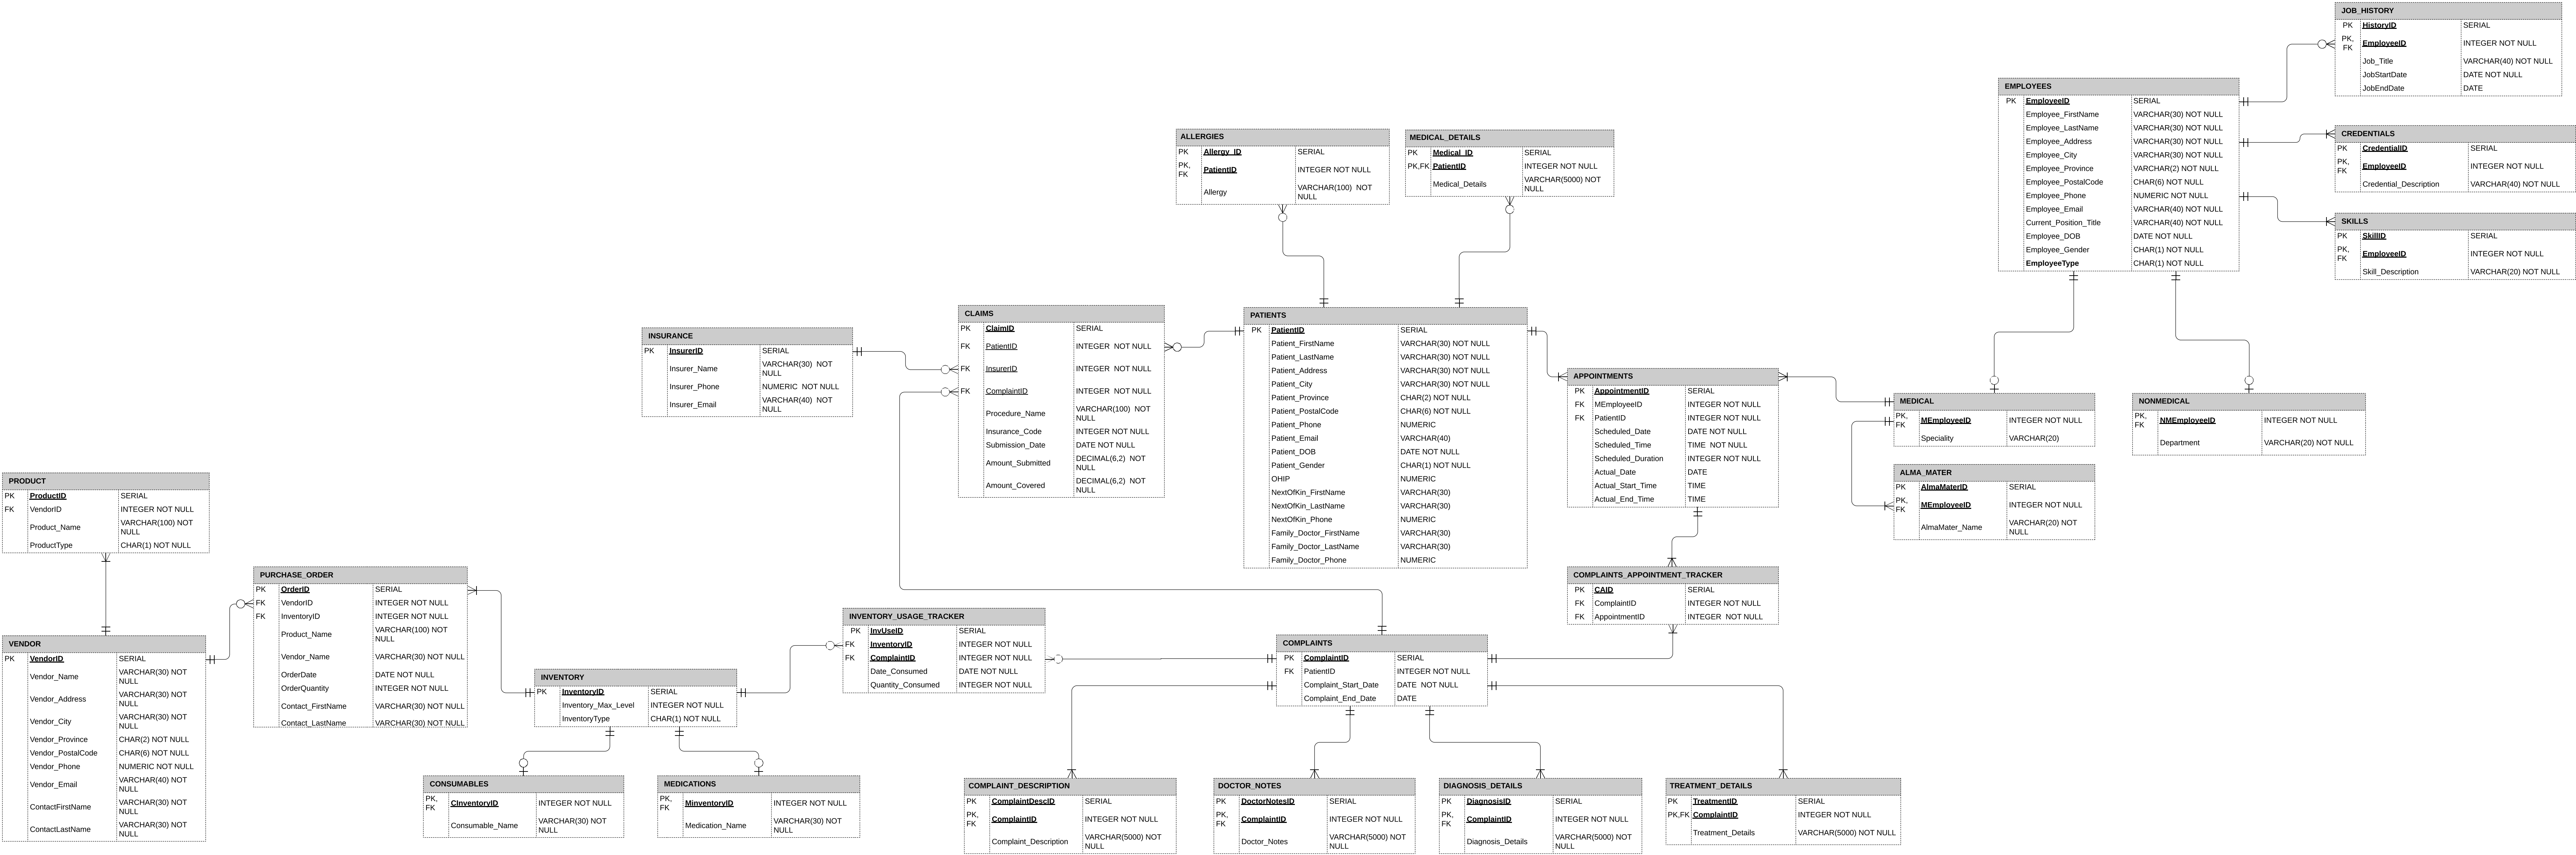 JOB_HISTORY
PK HistoryID SERIAL
PK, FK EmployeeID INTEGER NOT NULL
Job_Title VARCHAR(40) NOT NULL
JobStartDate DATE NOT NULL
JobEndDate DATE
EMPLOYEES
PK EmployeeID SERIAL
Employee_FirstName VARCHAR(30) NOT NULL
Employee_LastName VARCHAR(30) NOT NULL
Employee_Address VARCHAR(30) NOT NULL
Employee_City VARCHAR(30) NOT NULL
Employee_Province VARCHAR(2) NOT NULL
Employee_PostalCode CHAR(6) NOT NULL
Employee_Phone NUMERIC NOT NULL
Employee_Email VARCHAR(40) NOT NULL
Current_Position_Title VARCHAR(40) NOT NULL
Employee_DOB DATE NOT NULL
Employee_Gender CHAR(1) NOT NULL
EmployeeType CHAR(1) NOT NULL
CREDENTIALS
PK CredentialID SERIAL
PK, FK EmployeeID INTEGER NOT NULL
Credential_Description VARCHAR(40) NOT NULL
SKILLS
PK SkillID SERIAL
PK, FK EmployeeID INTEGER NOT NULL
Skill_Description VARCHAR(20) NOT NULL
ALLERGIES
PK Allergy_ID SERIAL
PK, FK PatientID INTEGER NOT NULL
Allergy VARCHAR(100) NOT NULL
MEDICAL_DETAILS
PK Medical_ID SERIAL
PK,FK PatientID INTEGER NOT NULL
Medical_Details VARCHAR(5000) NOT NULL
INSURANCE
PK InsurerID SERIAL
Insurer_Name VARCHAR(30) NOT NULL
Insurer_Phone NUMERIC NOT NULL
Insurer_Email VARCHAR(40) NOT NULL
CLAIMS
PK ClaimID SERIAL
FK PatientID INTEGER NOT NULL
FK InsurerID INTEGER NOT NULL
FK ComplaintID INTEGER NOT NULL
Procedure_Name VARCHAR(100) NOT NULL
Insurance_Code INTEGER NOT NULL
Submission_Date DATE NOT NULL
Amount_Submitted DECIMAL(6,2) NOT NULL
Amount_Covered DECIMAL(6,2) NOT NULL
PATIENTS
PK PatientID SERIAL
Patient_FirstName VARCHAR(30) NOT NULL
Patient_LastName VARCHAR(30) NOT NULL
Patient_Address VARCHAR(30) NOT NULL
Patient_City VARCHAR(30) NOT NULL
Patient_Province CHAR(2) NOT NULL
Patient_PostalCode CHAR(6) NOT NULL
Patient_Phone NUMERIC
Patient_Email VARCHAR(40)
Patient_DOB DATE NOT NULL
Patient_Gender CHAR(1) NOT NULL
OHIP NUMERIC
NextOfKin_FirstName VARCHAR(30)
NextOfKin_LastName VARCHAR(30)
NextOfKin_Phone NUMERIC
Family_Doctor_FirstName VARCHAR(30)
Family_Doctor_LastName VARCHAR(30)
Family_Doctor_Phone NUMERIC
APPOINTMENTS
PK AppointmentID SERIAL
FK MEmployeeID INTEGER NOT NULL
FK PatientID INTEGER NOT NULL
Scheduled_Date DATE NOT NULL
Scheduled_Time TIME NOT NULL
Scheduled_Duration INTEGER NOT NULL
Actual_Date DATE
Actual_Start_Time TIME
Actual_End_Time TIME
MEDICAL
PK, FK MEmployeeID INTEGER NOT NULL
Speciality VARCHAR(20)
NONMEDICAL
PK, FK NMEmployeeID INTEGER NOT NULL
Department VARCHAR(20) NOT NULL
ALMA_MATER
PK AlmaMaterID SERIAL
PK, FK MEmployeeID INTEGER NOT NULL
AlmaMater_Name VARCHAR(20) NOT NULL
PRODUCT
PK ProductID SERIAL
FK VendorID INTEGER NOT NULL
Product_Name VARCHAR(100) NOT NULL
ProductType CHAR(1) NOT NULL
PURCHASE_ORDER
PK OrderID SERIAL
FK VendorID INTEGER NOT NULL
FK InventoryID INTEGER NOT NULL
Product_Name VARCHAR(100) NOT NULL
Vendor_Name VARCHAR(30) NOT NULL
OrderDate DATE NOT NULL
OrderQuantity INTEGER NOT NULL
Contact_FirstName VARCHAR(30) NOT NULL
Contact_LastName VARCHAR(30) NOT NULL
VENDOR
PK VendorID SERIAL
Vendor_Name VARCHAR(30) NOT NULL
Vendor_Address VARCHAR(30) NOT NULL
Vendor_City VARCHAR(30) NOT NULL
Vendor_Province CHAR(2) NOT NULL
Vendor_PostalCode CHAR(6) NOT NULL
Vendor_Phone NUMERIC NOT NULL
Vendor_Email VARCHAR(40) NOT NULL
ContactFirstName VARCHAR(30) NOT NULL
ContactLastName VARCHAR(30) NOT NULL
INVENTORY
PK InventoryID SERIAL
Inventory_Max_Level INTEGER NOT NULL
InventoryType CHAR(1) NOT NULL
INVENTORY_USAGE_TRACKER
PK InvUseID SERIAL
FK InventoryID INTEGER NOT NULL
FK ComplaintID INTEGER NOT NULL
Date_Consumed DATE NOT NULL
Quantity_Consumed INTEGER NOT NULL
COMPLAINTS_APPOINTMENT_TRACKER
PK CAID SERIAL
FK ComplaintID INTEGER NOT NULL
FK AppointmentID INTEGER NOT NULL
COMPLAINTS
PK ComplaintID SERIAL
FK PatientID INTEGER NOT NULL
Complaint_Start_Date DATE NOT NULL
Complaint_End_Date DATE
CONSUMABLES
PK, FK CInventoryID INTEGER NOT NULL
Consumable_Name VARCHAR(30) NOT NULL
MEDICATIONS
PK, FK MinventoryID INTEGER NOT NULL
Medication_Name VARCHAR(30) NOT NULL
COMPLAINT_DESCRIPTION
PK ComplaintDescID SERIAL
PK, FK ComplaintID INTEGER NOT NULL
Complaint_Description VARCHAR(5000) NOT NULL
DOCTOR_NOTES
PK DoctorNotesID SERIAL
PK, FK ComplaintID INTEGER NOT NULL
Doctor_Notes VARCHAR(5000) NOT NULL
DIAGNOSIS_DETAILS
PK DiagnosisID SERIAL
PK, FK ComplaintID INTEGER NOT NULL
Diagnosis_Details VARCHAR(5000) NOT NULL
TREATMENT_DETAILS
PK TreatmentID SERIAL
PK,FK ComplaintID INTEGER NOT NULL
Treatment_Details VARCHAR(5000) NOT NULL